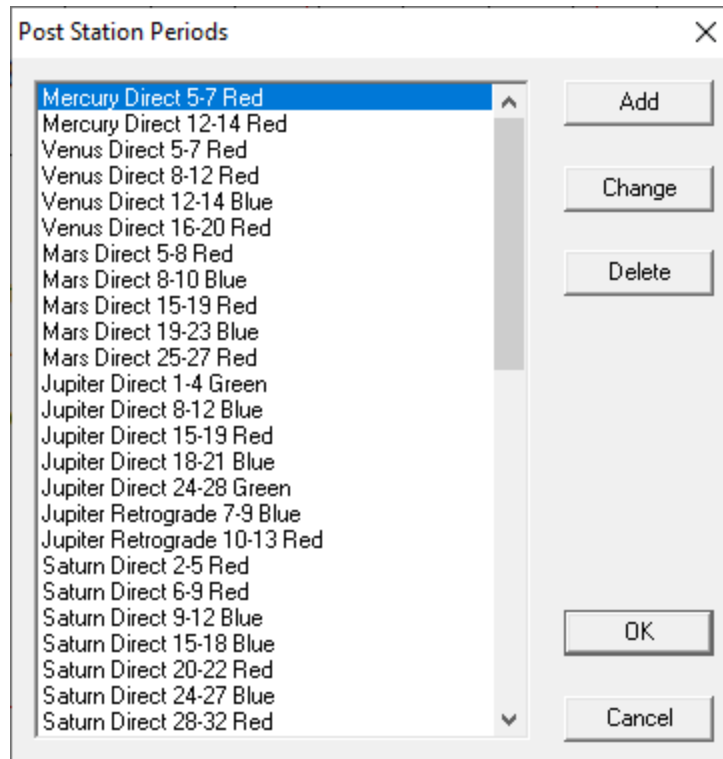 Post Station Periods
Mercury Direct 5-7 Red
Mercury Direct 12-14 Red
Venus Direct 5-7 Red
Venus Direct 8-12 Red
Venus Direct 12-14 Blue
Venus Direct 16-20 Red
Mars Direct 5-8 Red
Mars Direct 8-10 Blue
Mars Direct 15-19 Red
Mars Direct 19-23 Blue
Mars Direct 25-27 Red
Jupiter Direct 1-4 Green
Jupiter Direct 8-12 Blue
Jupiter Direct 15-19 Red
Jupiter Direct 18-21 Blue
Jupiter Direct 24-28 Green
Jupiter Retrograde 7-9 Blue
Jupiter Retrograde 10-13 Red
Saturn Direct 2-5 Red
Saturn Direct 6-9 Red
Saturn Direct 9-12 Blue
Saturn Direct 15-18 Blue
Saturn Direct 20-22 Red
Saturn Direct 24-27 Blue
Saturn Direct 28-32 Red
Add
Change
Delete
OK
Cancel